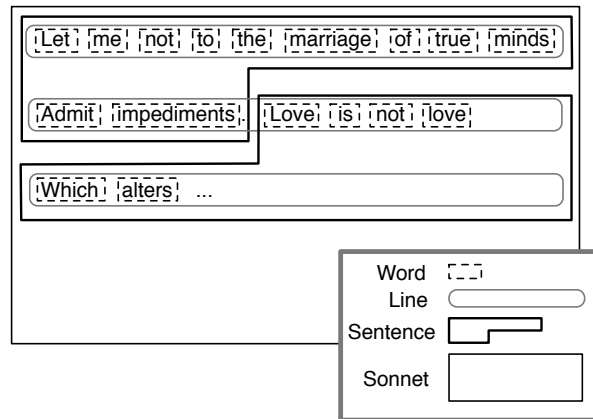 Let me not to the marriage of true minds
Admit impediments. Love is not love
Which alters ...
Word
Line
Sentence
Sonnet